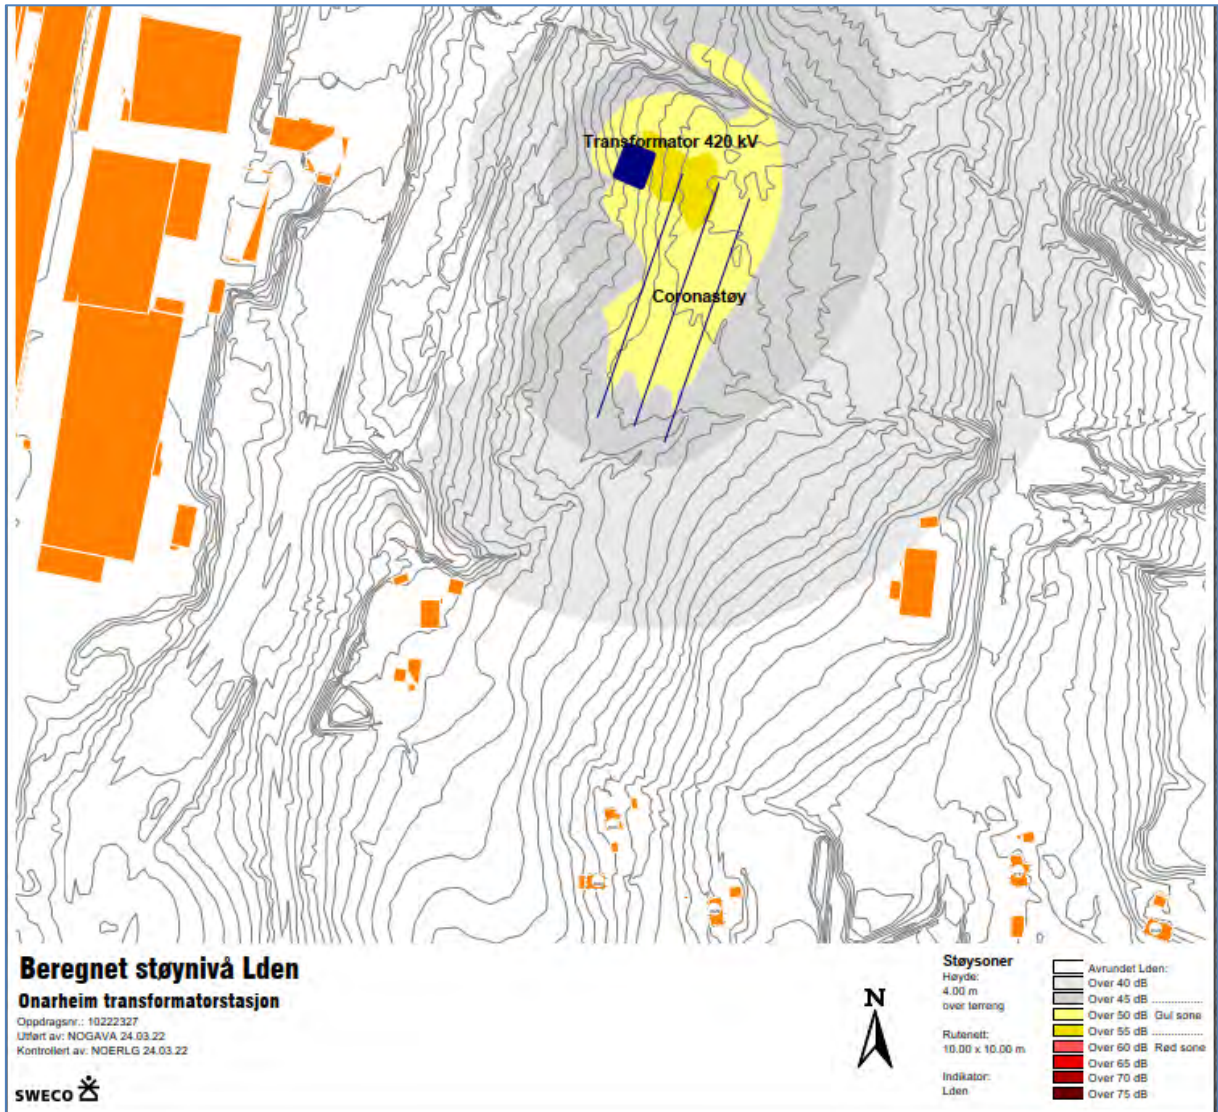 Transformator 420 kV
Coronastøy
Beregnet støynivå Lden
Onarheim transformatorstasjon
Oppdragsnr.: 10222327
Utført av: NOGAVA 24.03.22
Kontrollert av: NOERLG 24.03.22
SWECO
N
Støysoner
Høyde:
4.00 m
over terreng
Rutenett:
10.00 x 10.00 m
Indikator:
Lden
Avrundet Lden:
Over 40 dB
Over 45 dB ................
Over 50 dB Gul sone
Over 55 dB ................
Over 60 dB Rød sone
Over 65 dB
Over 70 dB
Over 75 dB